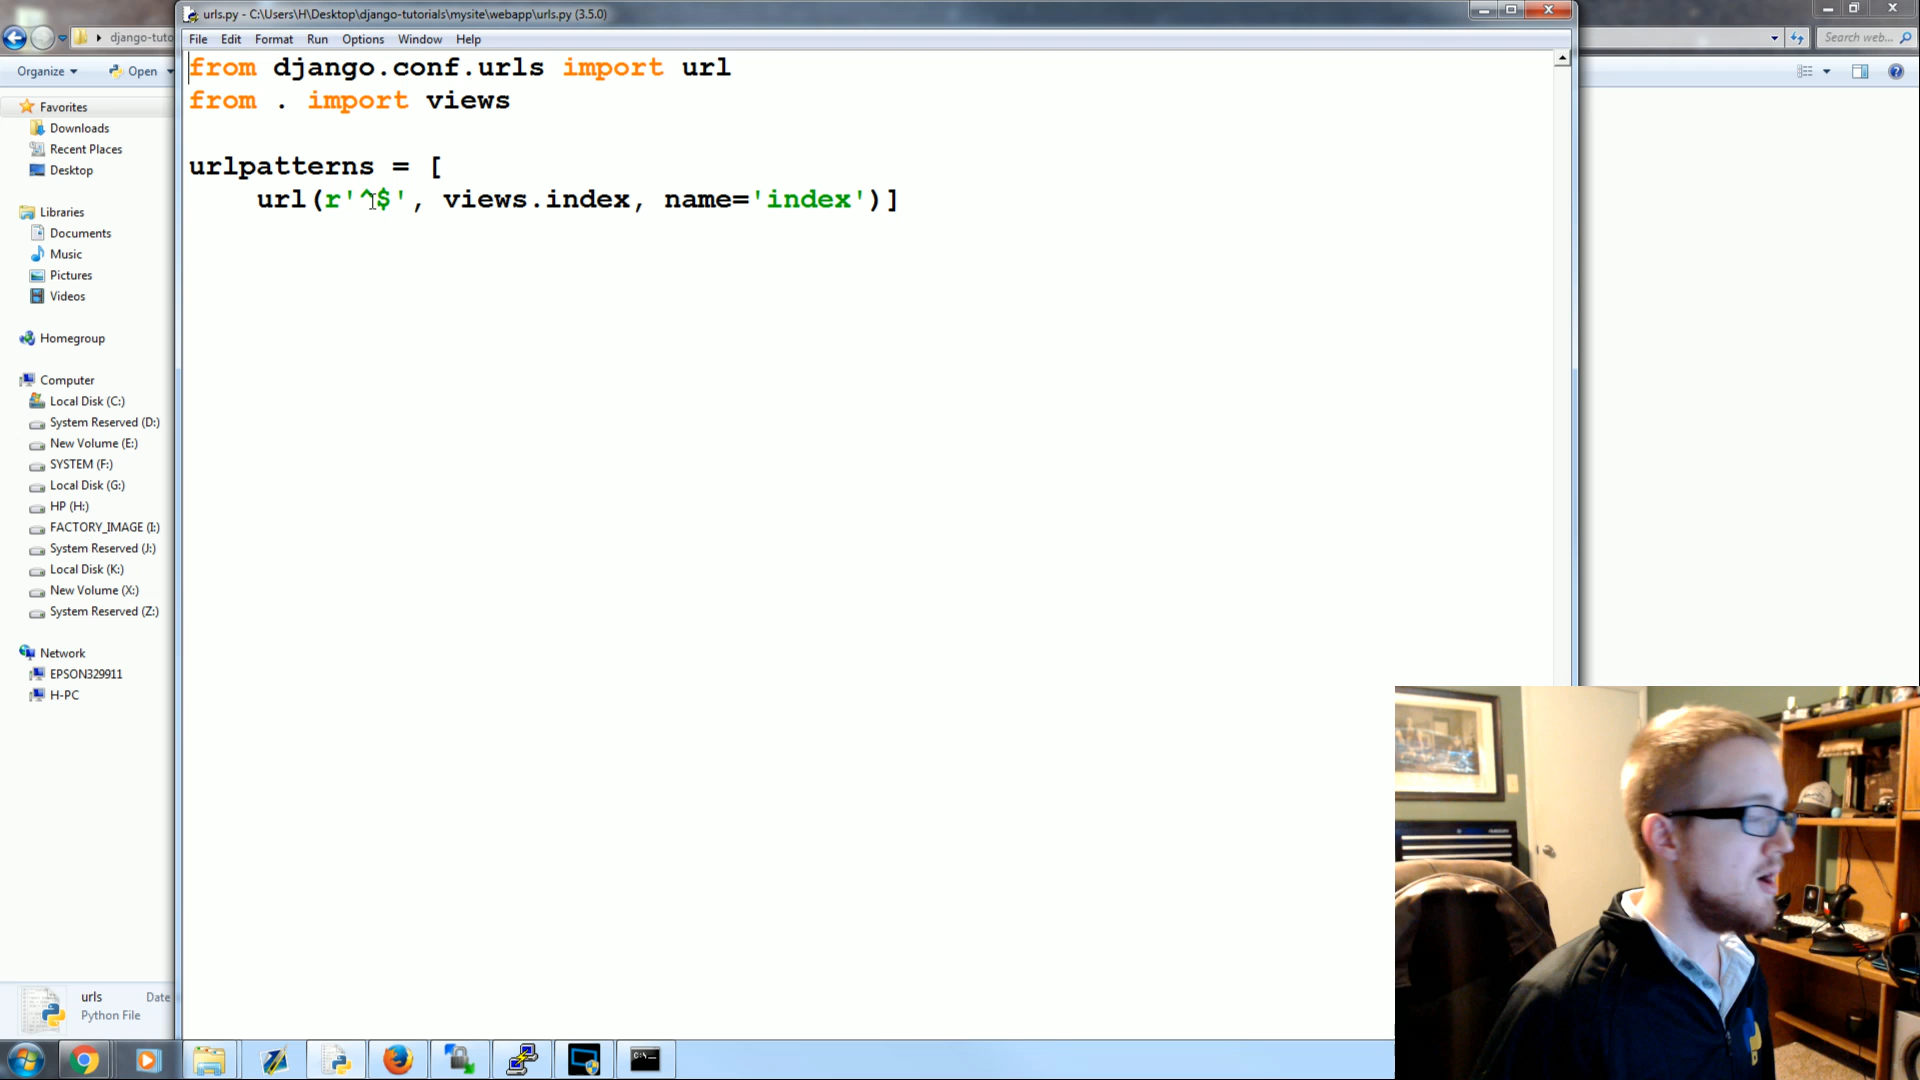 urls.py - C:\Users\H\Desktop\django-tutorials\mysite\webapp\urls.py (3.5.0)
File Edit Format Run Options Window Help
django-tuto
Search web...
Organize
Open
from django.conf.urls import url
from . import views
urlpatterns = [
url(r'^$', views.index, name='index')]
Favorites
Downloads
Recent Places
Desktop
Libraries
Documents
Music
Pictures
Videos
Homegroup
Computer
Local Disk (C:)
System Reserved (D:)
New Volume (E:)
SYSTEM (F:)
Local Disk (G:)
HP (H:)
FACTORY_IMAGE (I:)
System Reserved (J:)
Local Disk (K:)
New Volume (X:)
System Reserved (Z:)
Network
EPSON329911
H-PC
urls Date
Python File